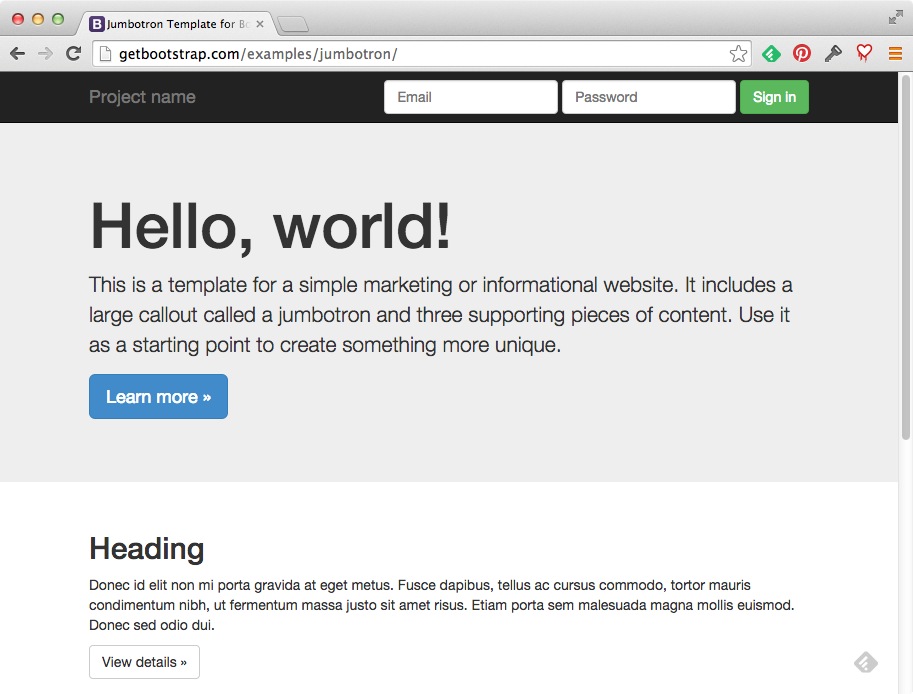 B Jumbotron Template for Bo
getbootstrap.com/examples/jumbotron/
Project name
Email
Password
Sign in
Hello, world!
This is a template for a simple marketing or informational website. It includes a
large callout called a jumbotron and three supporting pieces of content. Use it
as a starting point to create something more unique.
Learn more »
Heading
Donec id elit non mi porta gravida at eget metus. Fusce dapibus, tellus ac cursus commodo, tortor mauris
condimentum nibh, ut fermentum massa justo sit amet risus. Etiam porta sem malesuada magna mollis euismod.
Donec sed odio dui.
View details »